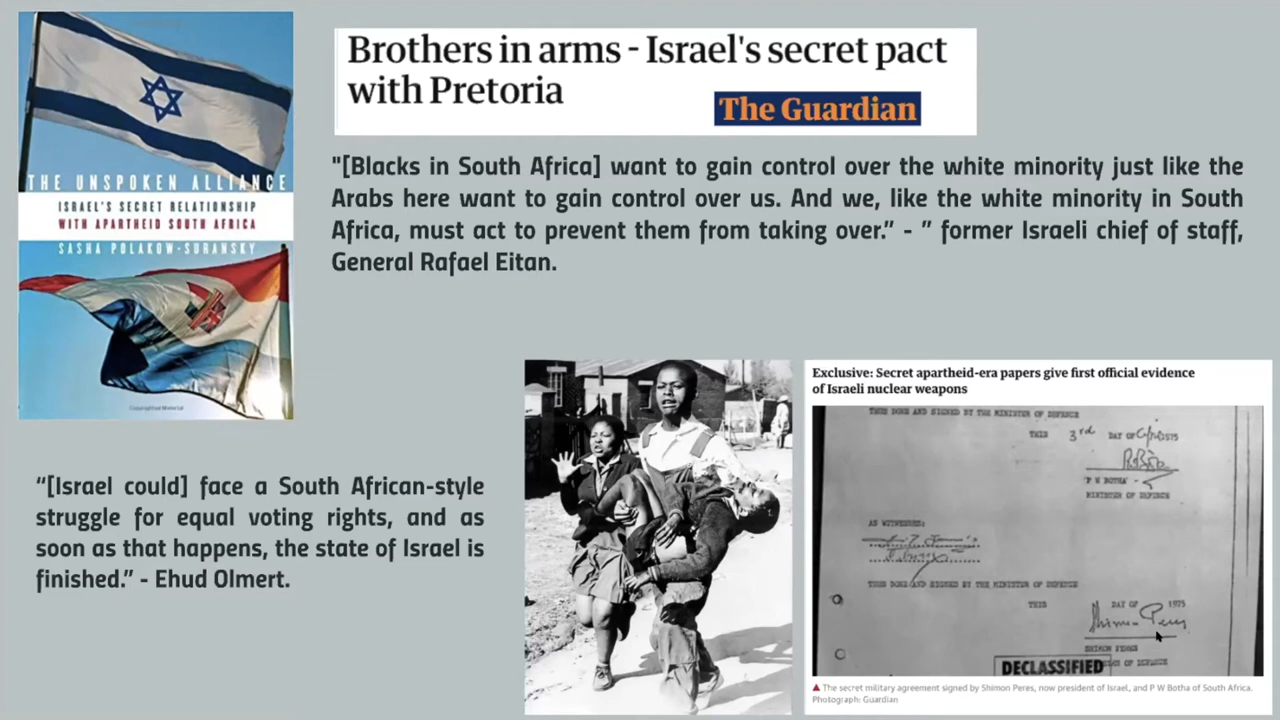 THE UNSPOKEN ALLIANCE
ISRAEL'S SECRET RELATIONSHIP
WITH APARTHEID SOUTH AFRICA
SASHA POLAKOW-SURANSKY
Copyrighted Material
Brothers in arms - Israel's secret pact
with Pretoria
The Guardian
"[Blacks in South Africa] want to gain control over the white minority just like the
Arabs here want to gain control over us. And we, like the white minority in South
Africa, must act to prevent them from taking over.” - ” former Israeli chief of staff,
General Rafael Eitan.
“[Israel could] face a South African-style
struggle for equal voting rights, and as
soon as that happens, the state of Israel is
finished.” - Ehud Olmert.
Exclusive: Secret apartheid-era papers give first official evidence
of Israeli nuclear weapons
THUS DONE AND SIGNED BY THE MINISTER OF DEFENCE
THIS 3rd DAY OF 1975
P W BOTHA
MINISTER OF DEFENCE
AS WITNESSES:
THUS DONE AND SIGNED BY THE MINISTER OF DEFENCE
THIS DAY OF 1975
Shimon Peres
SHIMON PERES
OF DEFENCE
DECLASSIFIED
The secret military agreement signed by Shimon Peres, now president of Israel, and P W Botha of South Africa.
Photograph: Guardian